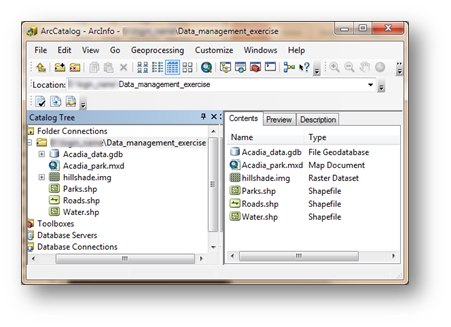 ArcCatalog - ArcInfo - \Data_management_exercise
File Edit View Go Geoprocessing Customize Windows Help
Location: Data_management_exercise
Catalog Tree
Folder Connections
\Data_management_exercise
Acadia_data.gdb
Acadia_park.mxd
hillshade.img
Parks.shp
Roads.shp
Water.shp
Toolboxes
Database Servers
Database Connections
Contents Preview Description
Name Type
Acadia_data.gdb File Geodatabase
Acadia_park.mxd Map Document
hillshade.img Raster Dataset
Parks.shp Shapefile
Roads.shp Shapefile
Water.shp Shapefile